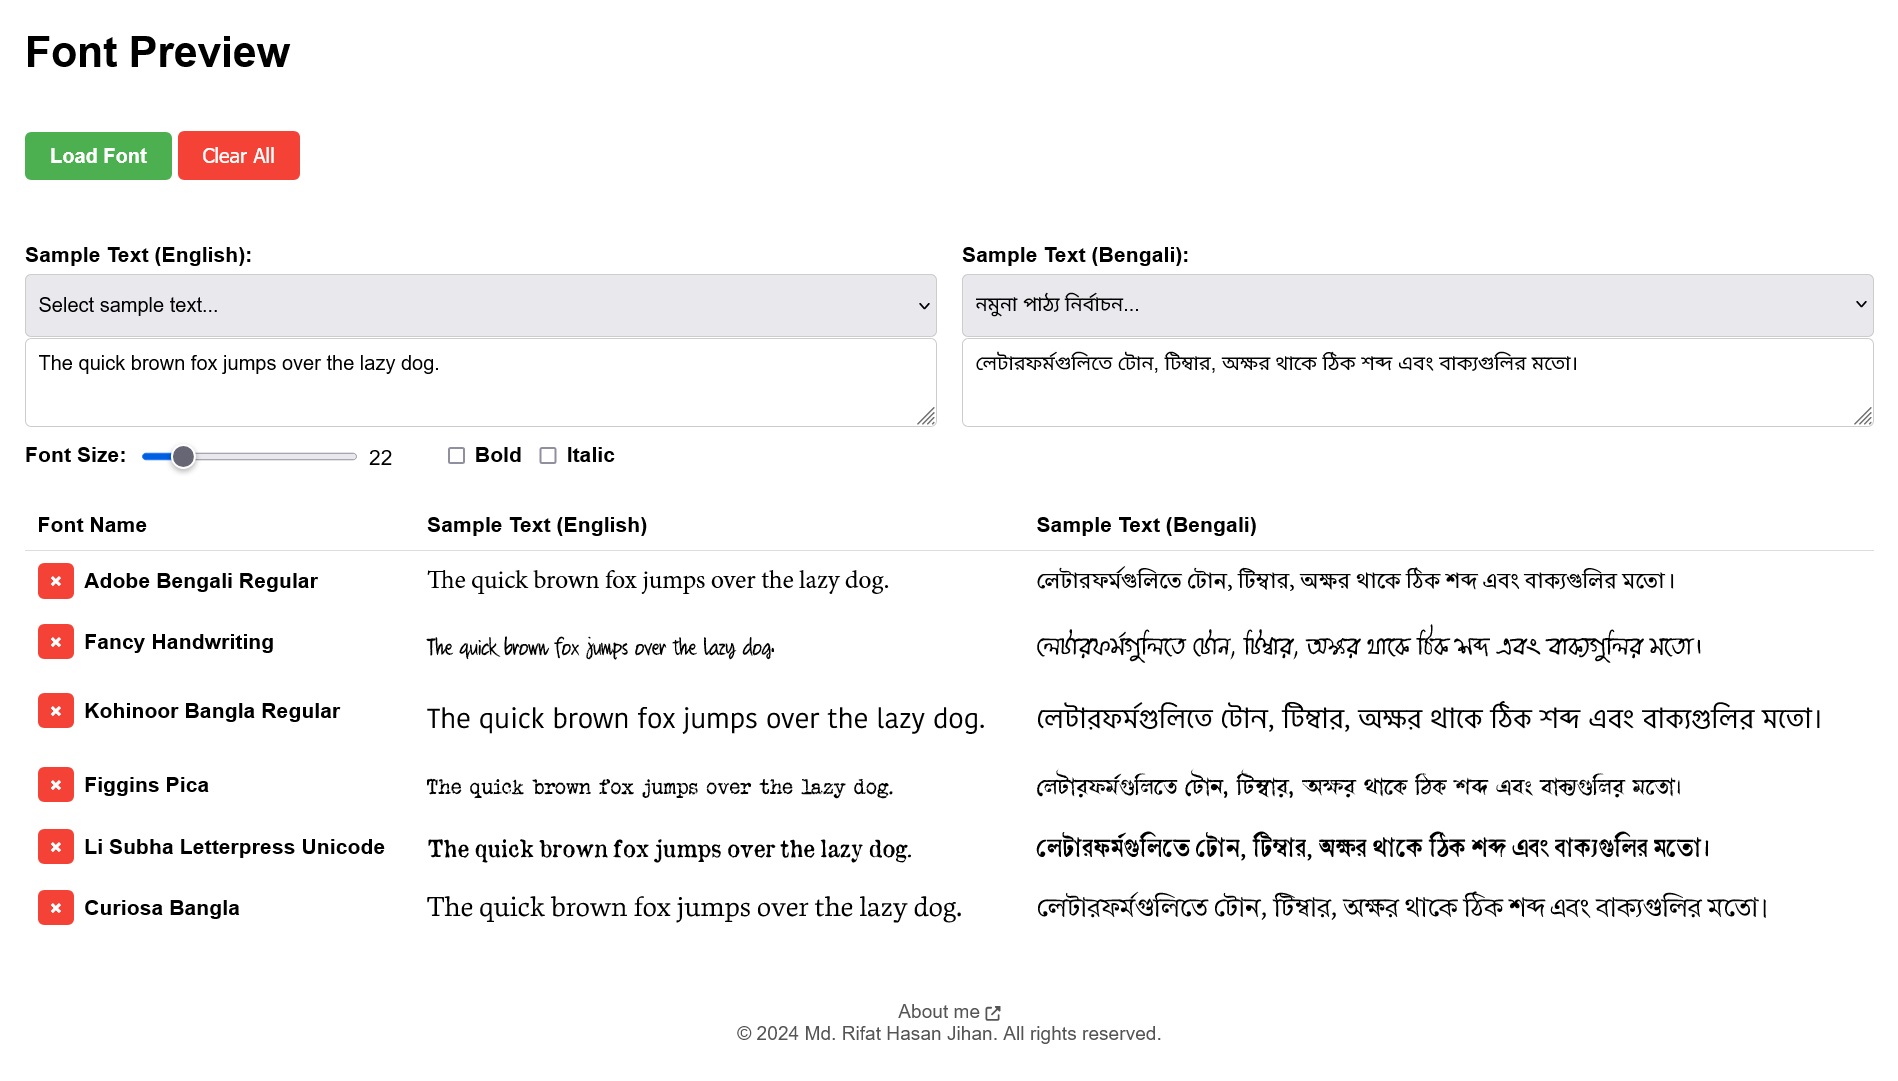 Font Preview
Load Font Clear All
Sample Text (English): Sample Text (Bengali):
Select sample text... নমুনা পাঠ্য নির্বাচন...
The quick brown fox jumps over the lazy dog. লেটারফর্মগুলিতে টোন, টিম্বার, অক্ষর থাকে ঠিক শব্দ এবং বাক্যগুলির মতো।
Font Size: 22 Bold Italic
Font Name Sample Text (English) Sample Text (Bengali)
Adobe Bengali Regular The quick brown fox jumps over the lazy dog. লেটারফর্মগুলিতে টোন, টিম্বার, অক্ষর থাকে ঠিক শব্দ এবং বাক্যগুলির মতো।
Fancy Handwriting The quick brown fox jumps over the lazy dog. লেটারফর্মগুলিতে টোন, টিম্বার, অক্ষর থাকে ঠিক শব্দ এবং বাক্যগুলির মতো।
Kohinoor Bangla Regular The quick brown fox jumps over the lazy dog. লেটারফর্মগুলিতে টোন, টিম্বার, অক্ষর থাকে ঠিক শব্দ এবং বাক্যগুলির মতো।
Figgins Pica The quick brown fox jumps over the lazy dog. লেটারফর্মগুলিতে টোন, টিম্বার, অক্ষর থাকে ঠিক শব্দ এবং বাক্যগুলির মতো।
Li Subha Letterpress Unicode The quick brown fox jumps over the lazy dog. লেটারফর্মগুলিতে টোন, টিম্বার, অক্ষর থাকে ঠিক শব্দ এবং বাক্যগুলির মতো।
Curiosa Bangla The quick brown fox jumps over the lazy dog. লেটারফর্মগুলিতে টোন, টিম্বার, অক্ষর থাকে ঠিক শব্দ এবং বাক্যগুলির মতো।
About me
© 2024 Md. Rifat Hasan Jihan. All rights reserved.